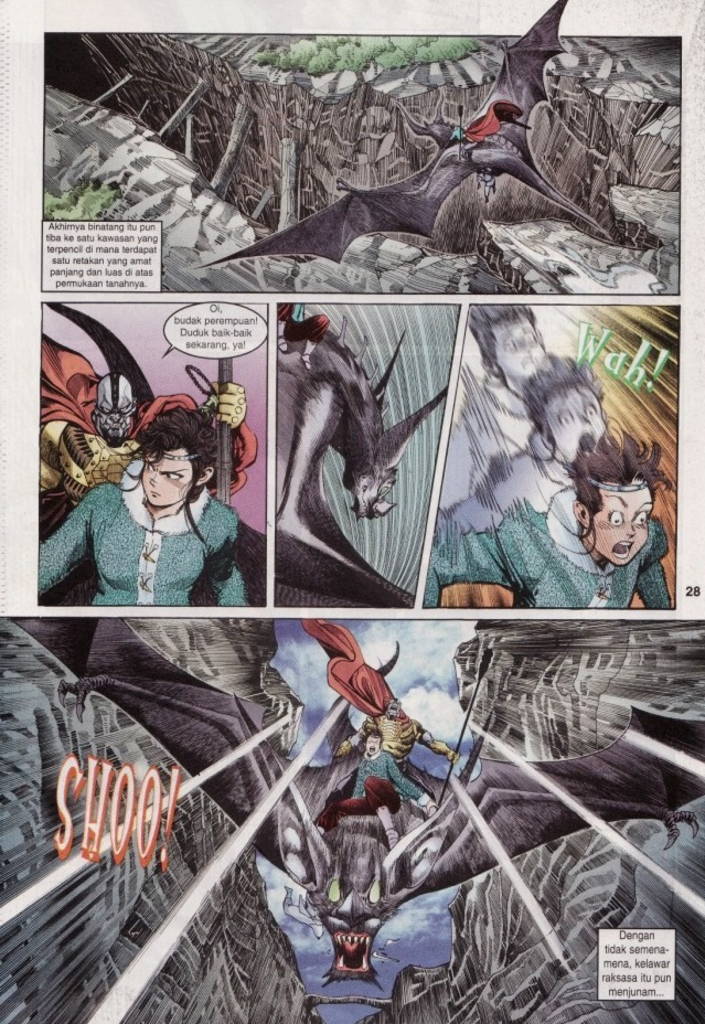 Akhirnya binatang itu pun
tiba ke satu kawasan yang
terpencil di mana terdapat
satu retakan yang amat
panjang dan luas di atas
permukaan tanahnya.
Oi,
budak perempuan!
Duduk baik-baik
sekarang, ya!
Wah!
28
SHOO!
Dengan
tidak semena-
mena, kelawar
raksasa itu pun
menjunam...